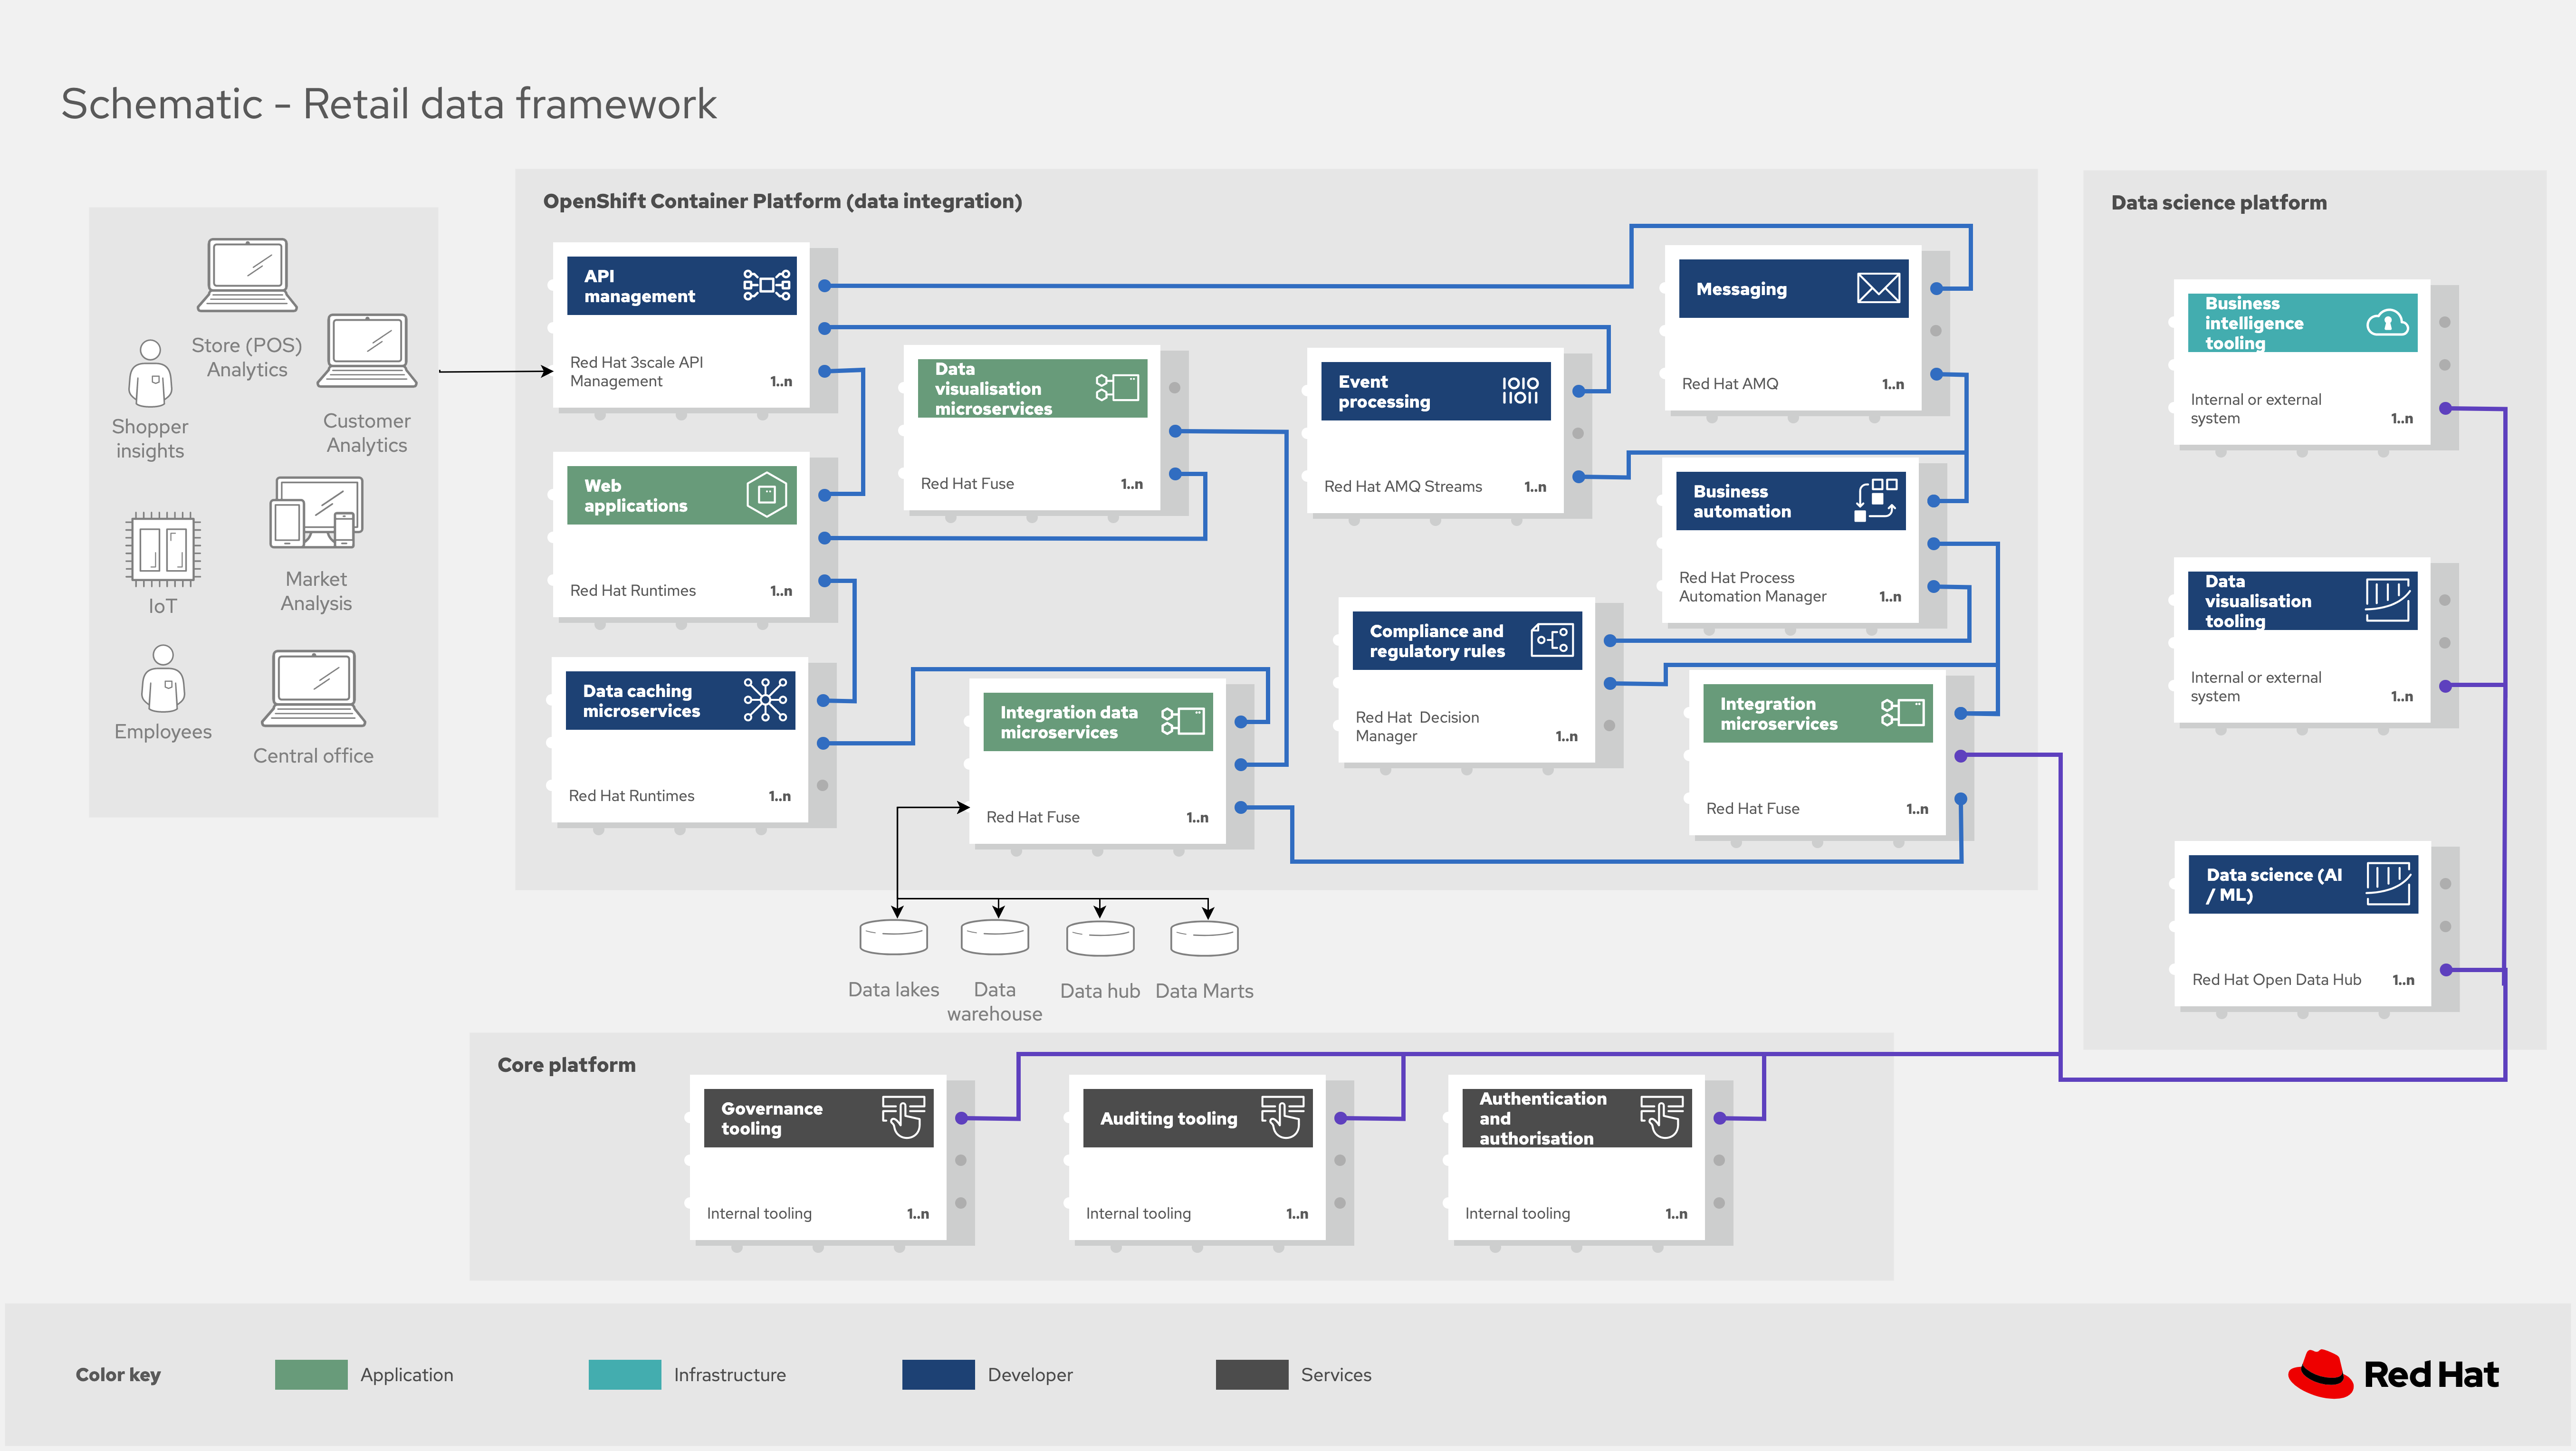 Schematic - Retail data framework
Store (POS)
Analytics
Shopper
insights
Customer
Analytics
IoT
Market
Analysis
Employees
Central office
OpenShift Container Platform (data integration)
API
management
Red Hat 3scale API
Management
1..n
Web
applications
Red Hat Runtimes
1..n
Data caching
microservices
Red Hat Runtimes
1..n
Data
visualisation
microservices
Red Hat Fuse
1..n
Integration data
microservices
Red Hat Fuse
1..n
Event
processing
IOIO
IIOII
Red Hat AMQ Streams
1..n
Compliance and
regulatory rules
Red Hat Decision
Manager
1..n
Messaging
Red Hat AMQ
1..n
Business
automation
Red Hat Process
Automation Manager
1..n
Integration
microservices
Red Hat Fuse
1..n
Data lakes
Data
warehouse
Data hub
Data Marts
Data science platform
Business
intelligence
tooling
Internal or external
system
1..n
Data
visualisation
tooling
Internal or external
system
1..n
Data science (AI
/ ML)
Red Hat Open Data Hub
1..n
Core platform
Governance
tooling
Internal tooling
1..n
Auditing tooling
Internal tooling
1..n
Authentication
and
authorisation
Internal tooling
1..n
Color key
Application
Infrastructure
Developer
Services
Red Hat